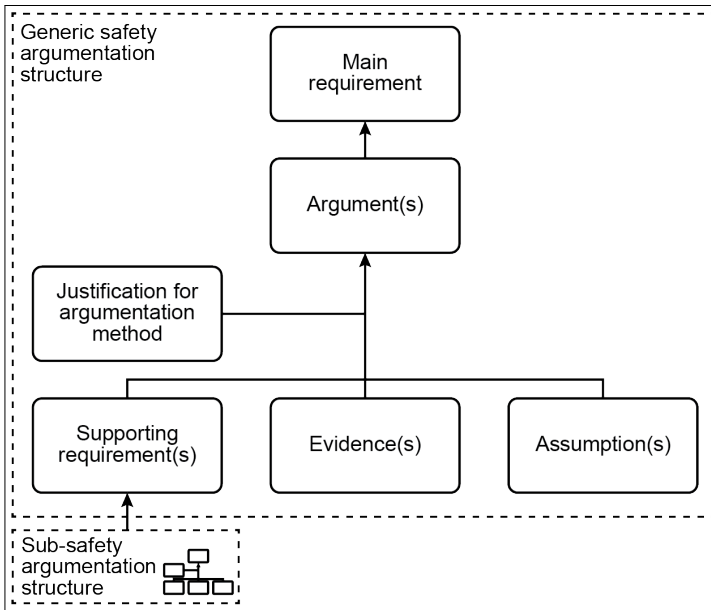 Generic safety
argumentation
structure
Main
requirement
Argument(s)
Justification for
argumentation
method
Supporting
requirement(s)
Evidence(s)
Assumption(s)
Sub-safety
argumentation
structure